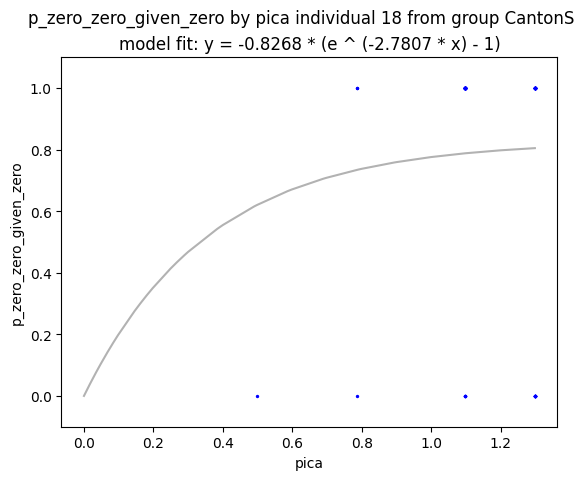 p_zero_zero_given_zero by pica individual 18 from group CantonS
model fit: y = -0.8268 * (e ^ (-2.7807 * x) - 1)
1.0
0.8
0.6
0.4
0.2
0.0
p_zero_zero_given_zero
0.0 0.2 0.4 0.6 0.8 1.0 1.2
pica